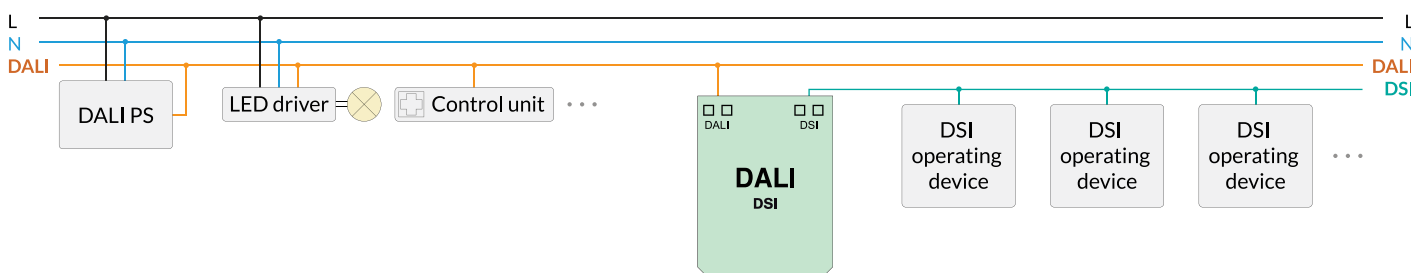 L
L
N
N
DALI
DALI
DSI
DALI PS
LED driver
Control unit
...
DALI
DSI
DALI
DSI
DSI
operating
device
DSI
operating
device
DSI
operating
device
...